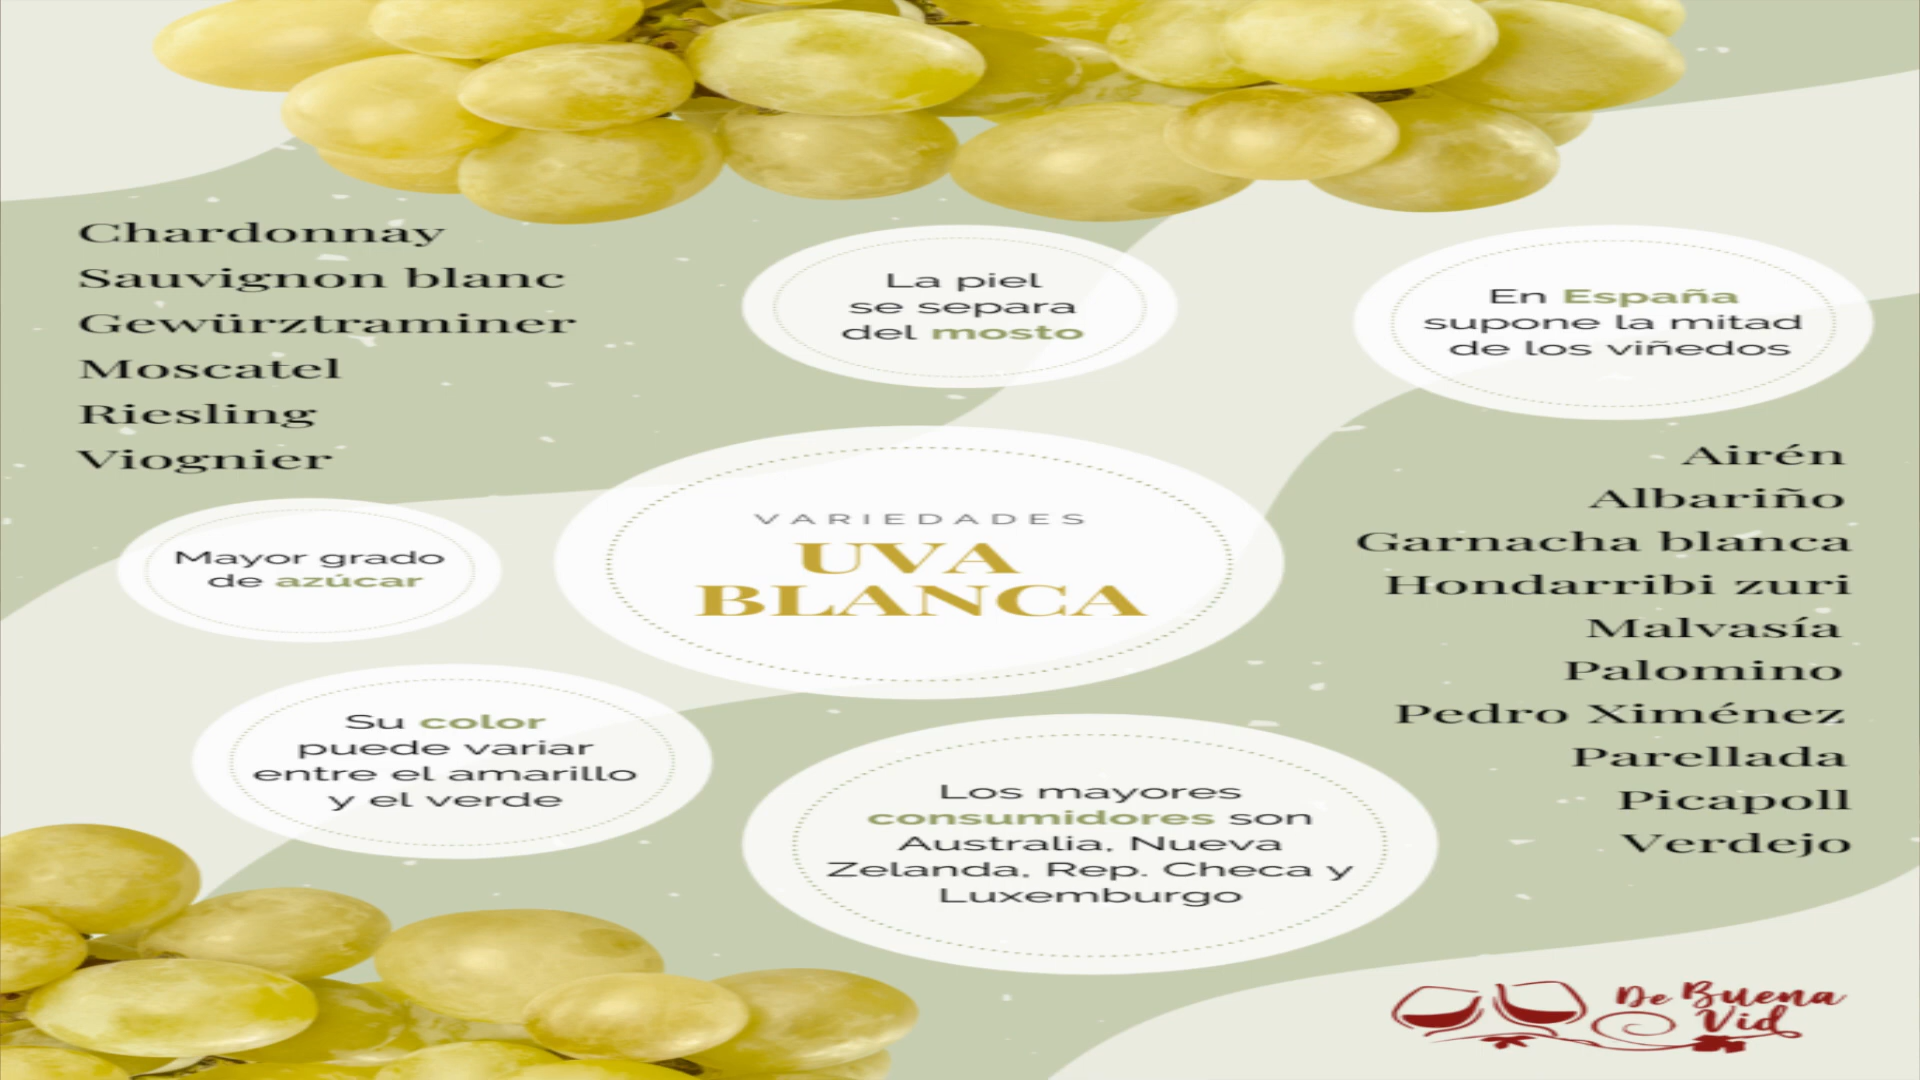 Chardonnay
Sauvignon blanc
Gewürztraminer
Moscatel
Riesling
Viognier
La piel
se separa
del mosto
En España
supone la mitad
de los viñedos
Mayor grado
de azúcar
VARIEDADES
UVA
BLANCA
Airén
Albariño
Garnacha blanca
Hondarribi zuri
Malvasía
Palomino
Pedro Ximénez
Parellada
Picapoll
Verdejo
Su color
puede variar
entre el amarillo
y el verde
Los mayores
consumidores son
Australia, Nueva
Zelanda, Rep. Checa y
Luxemburgo
De Buena
Vid